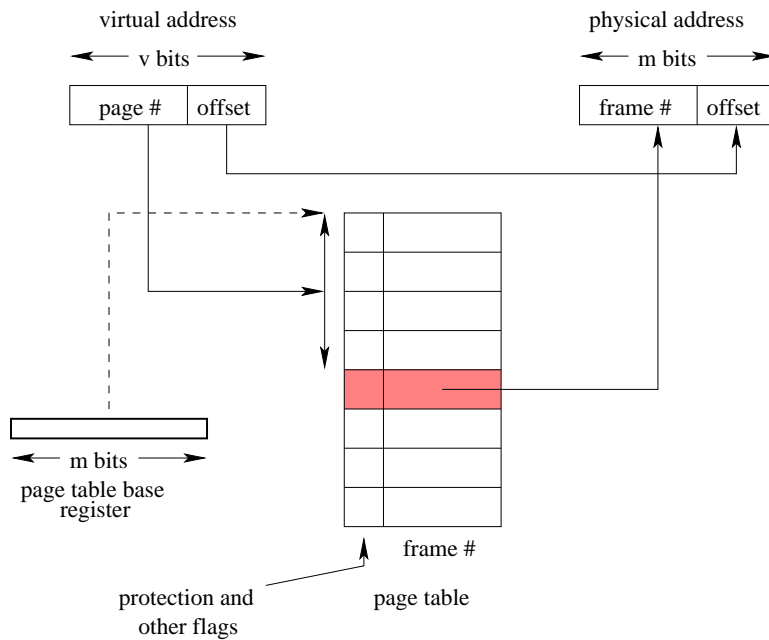 virtual address
physical address
v bits
m bits
page #
offset
frame #
offset
m bits
page table base
register
frame #
protection and
other flags
page table